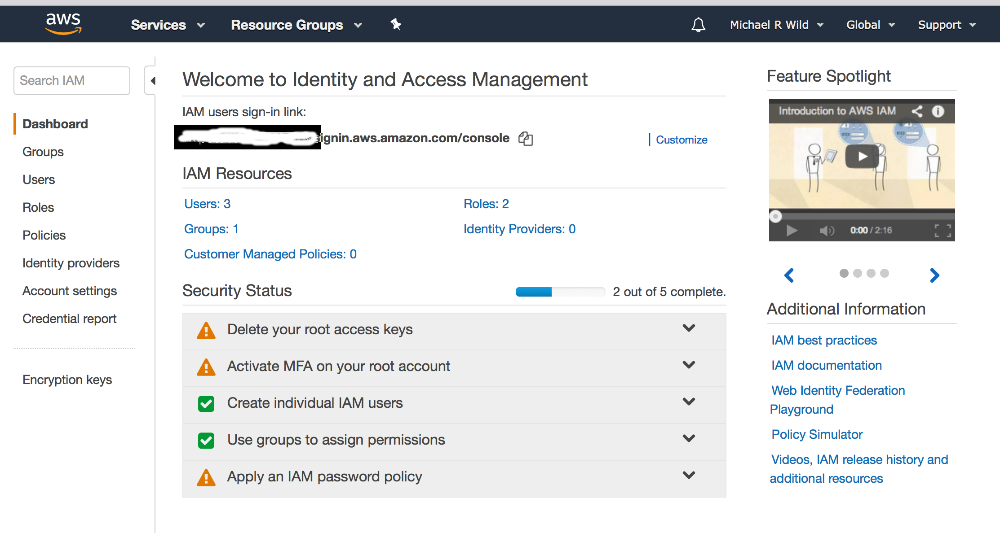 aws
Services
Resource Groups
Michael R Wild
Global
Support
Search IAM
Dashboard
Groups
Users
Roles
Policies
Identity providers
Account settings
Credential report
Encryption keys
Welcome to Identity and Access Management
IAM users sign-in link:
ignin.aws.amazon.com/console
| Customize
IAM Resources
Users: 3
Roles: 2
Groups: 1
Identity Providers: 0
Customer Managed Policies: 0
Security Status
2 out of 5 complete.
Delete your root access keys
Activate MFA on your root account
Create individual IAM users
Use groups to assign permissions
Apply an IAM password policy
Feature Spotlight
Introduction to AWS IAM
0:00 / 2:16
Additional Information
IAM best practices
IAM documentation
Web Identity Federation
Playground
Policy Simulator
Videos, IAM release history and
additional resources